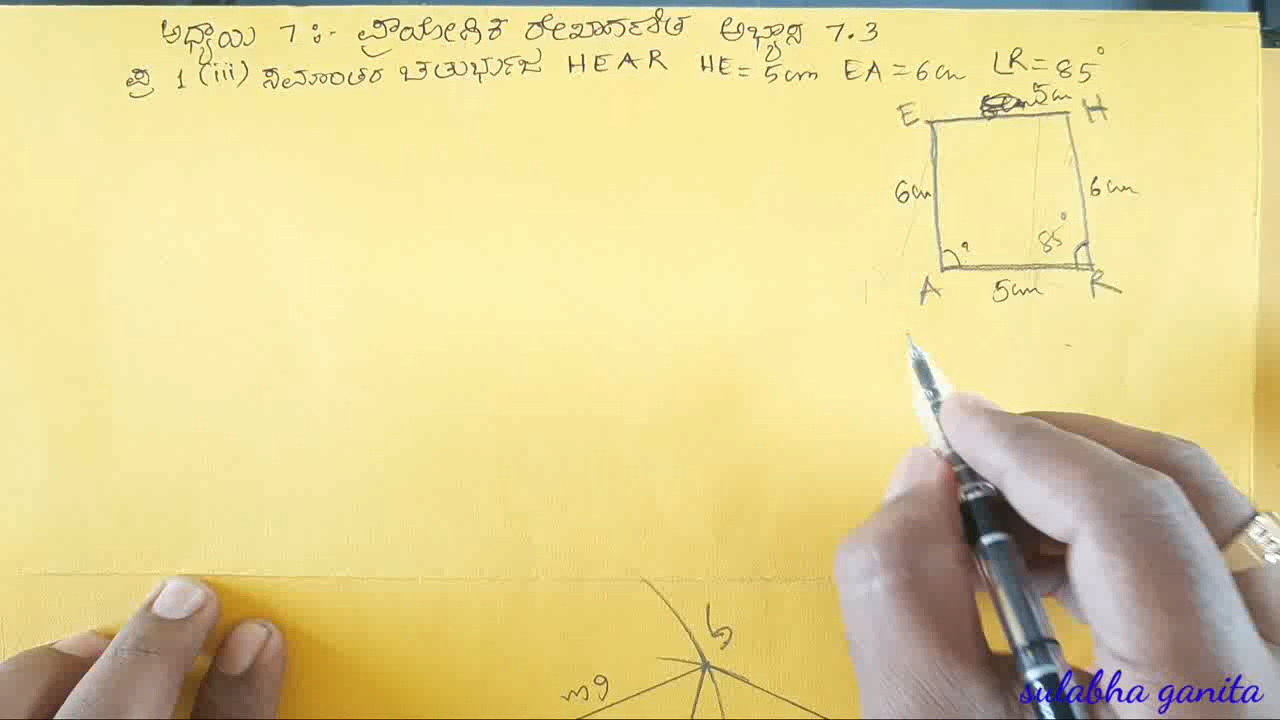 ಅಧ್ಯಾಯ 7:- ಪ್ರಾಯೋಗಿಕ ರೇಖಾಗಣಿತ ಅಭ್ಯಾಸ 7.3
ಪ್ರ 1 (iii) ಸಮಾಂತರ ಚತುರ್ಭುಜ HEAR HE = 5cm EA = 6cm ∠R = 85°
5cm
E H
6cm 6cm
? 85°
A 5cm R
sulabha ganita